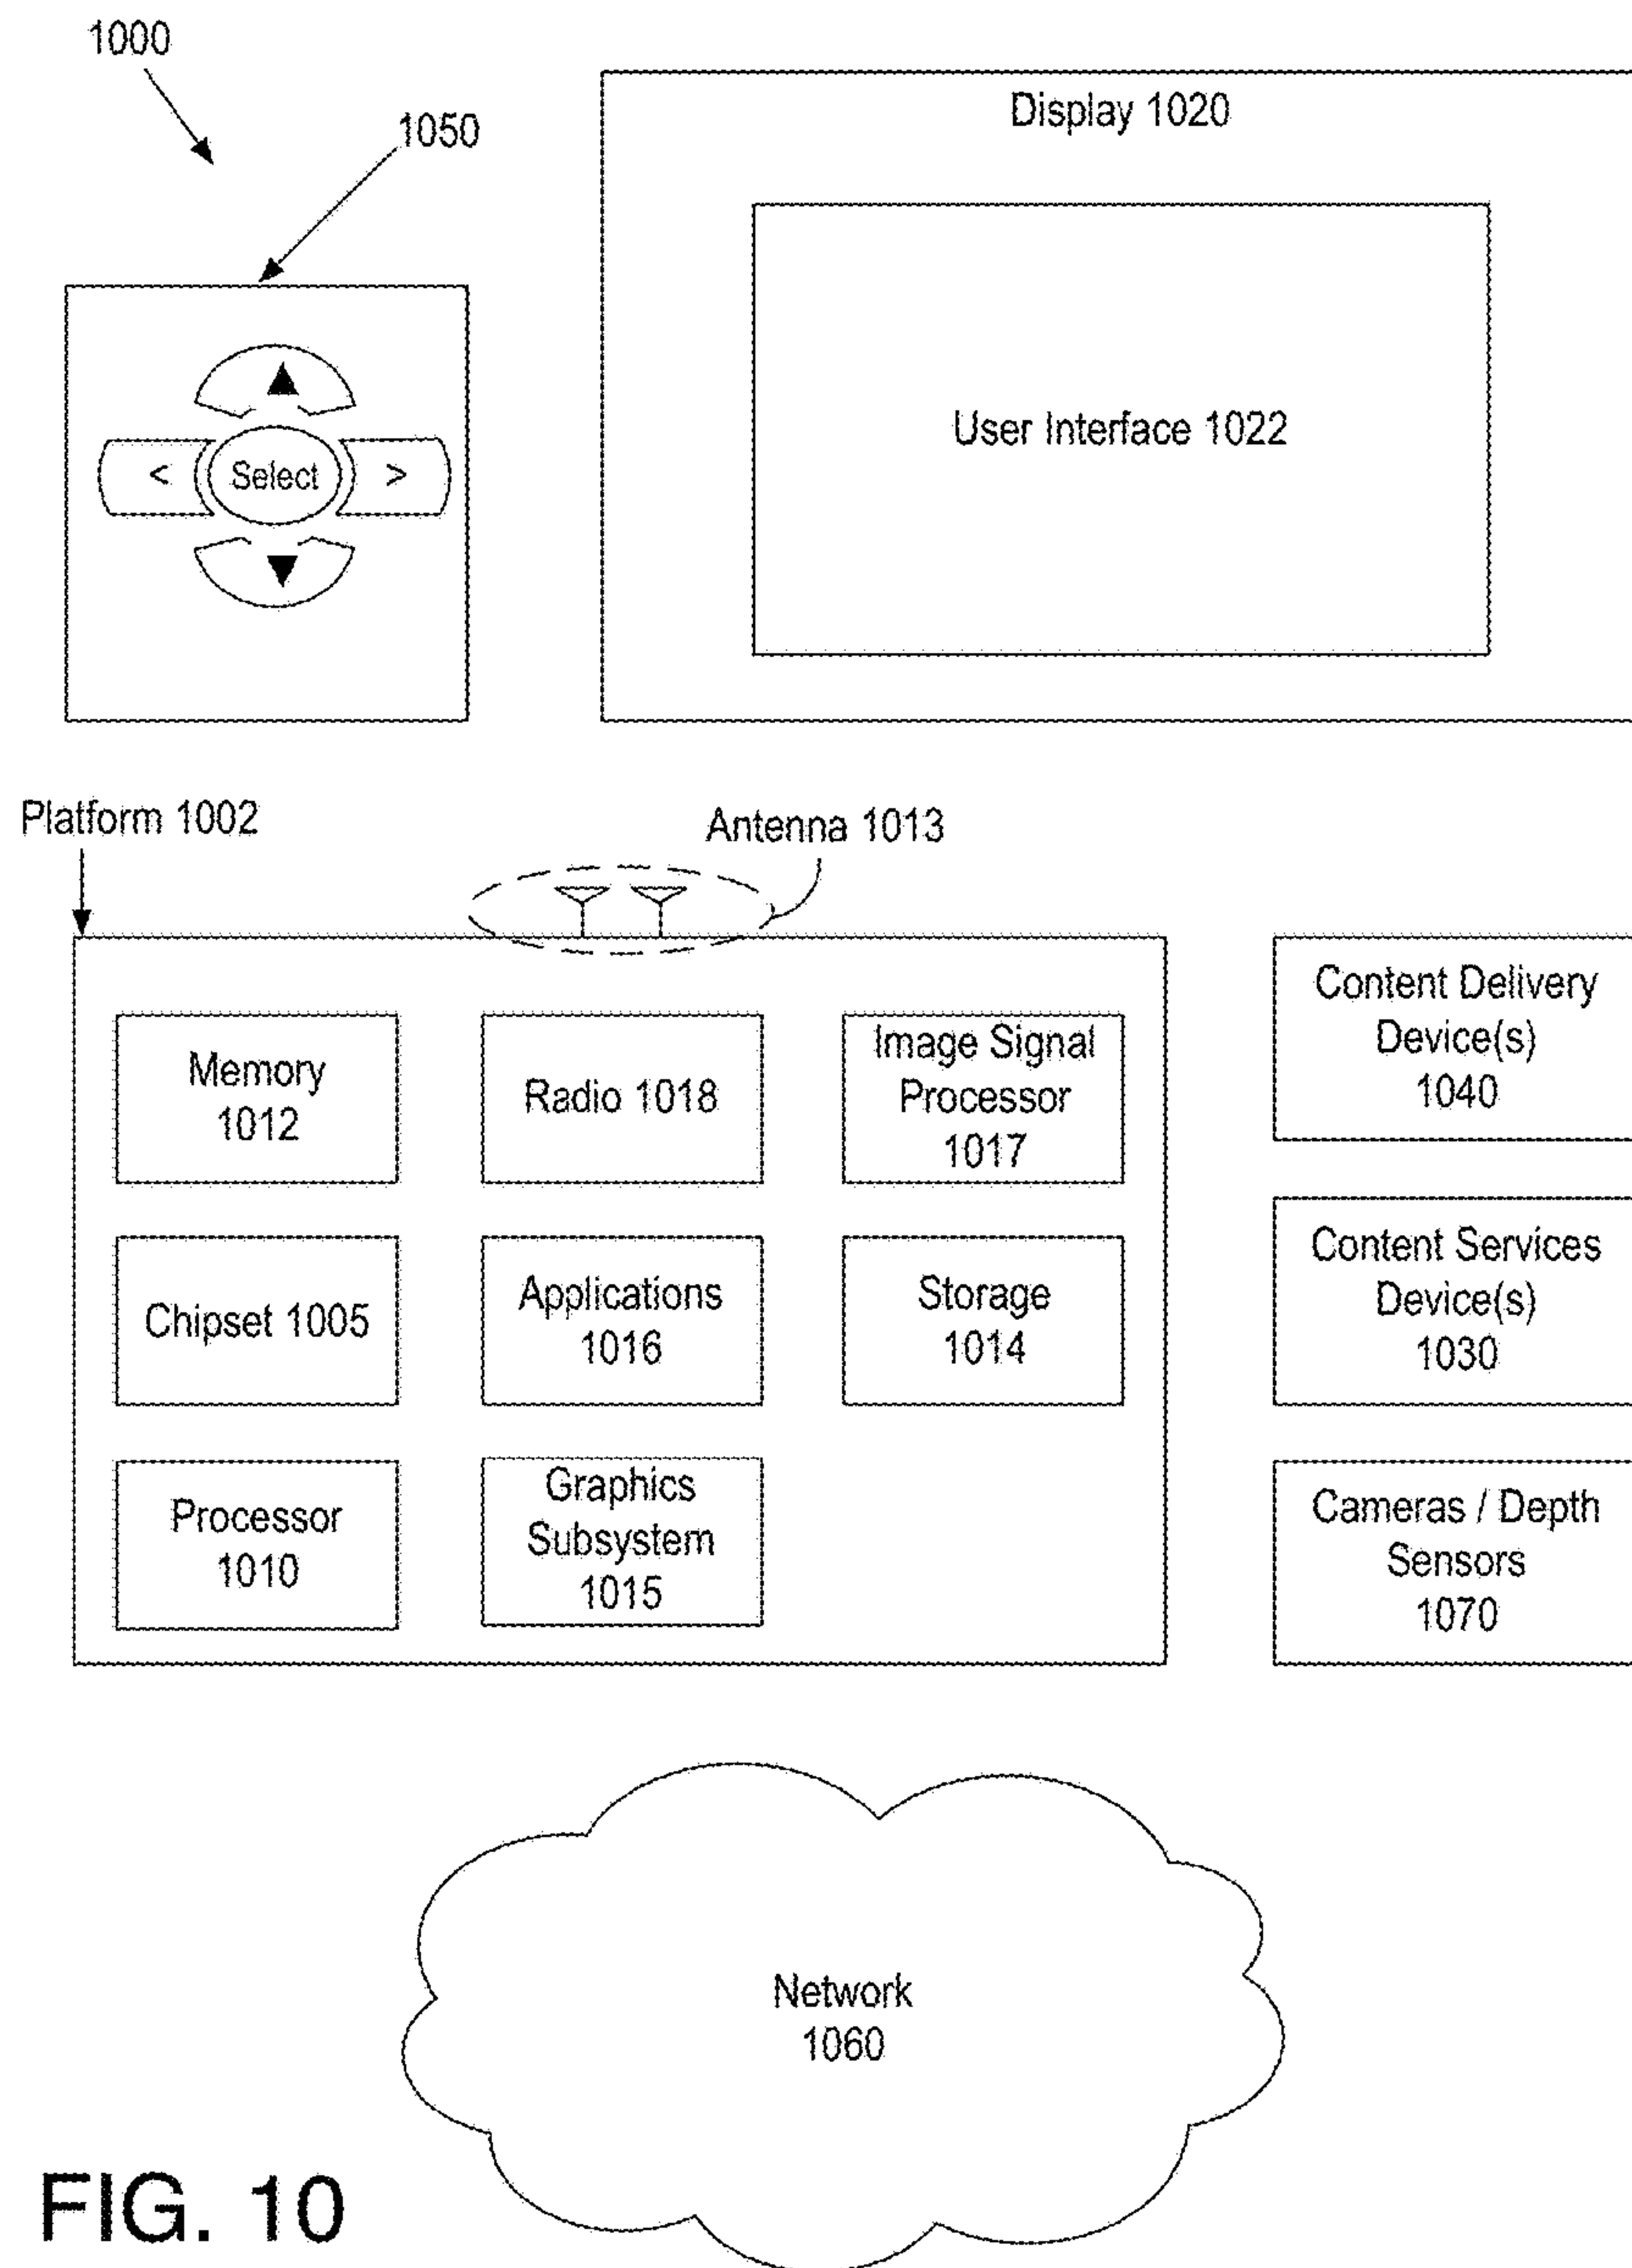 1000
1050
Display 1020
User Interface 1022
<
Select
>
Platform 1002
Antenna 1013
Memory
1012
Radio 1018
Image Signal
Processor
1017
Chipset 1005
Applications
1016
Storage
1014
Processor
1010
Graphics
Subsystem
1015
Content Delivery
Device(s)
1040
Content Services
Device(s)
1030
Cameras / Depth
Sensors
1070
Network
1060
FIG. 10